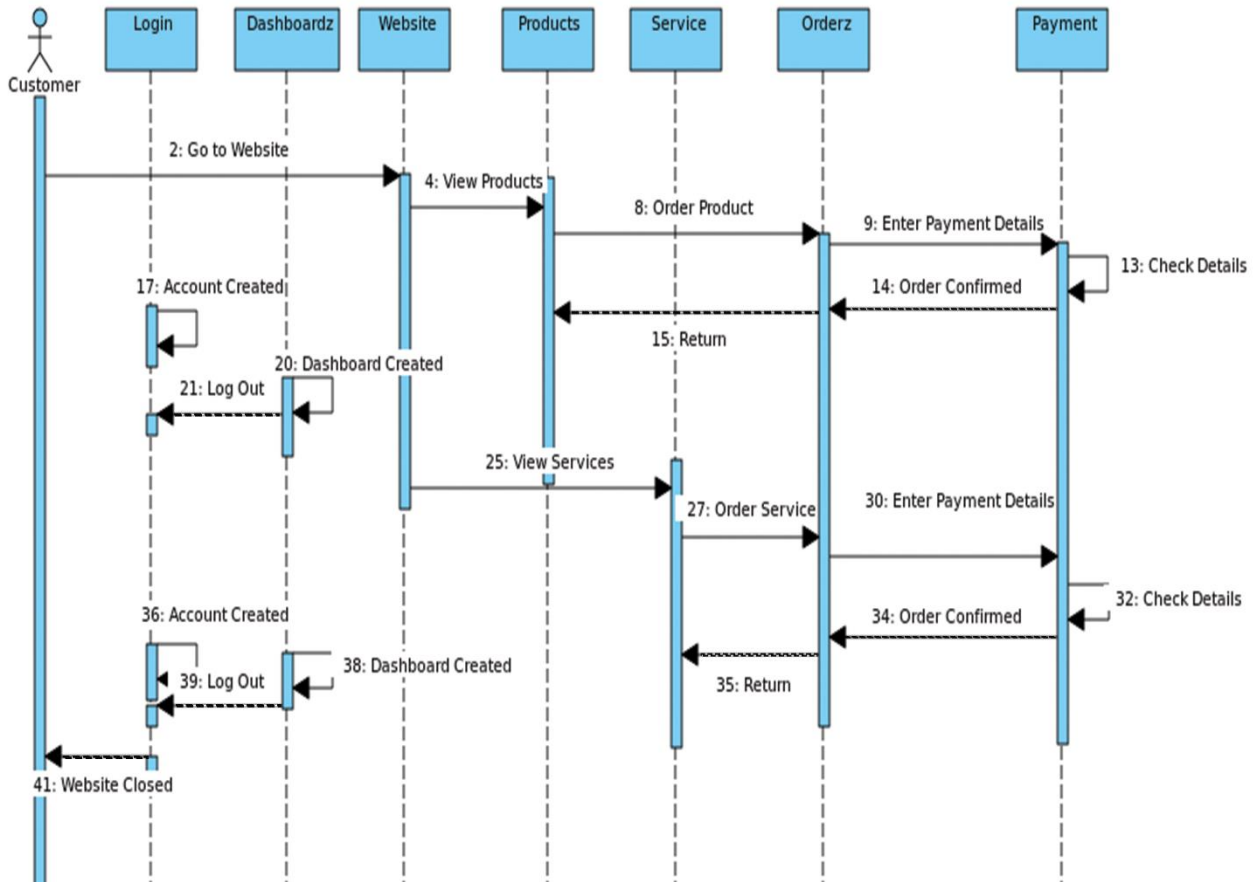 Login
Dashboardz
Website
Products
Service
Orderz
Payment
Customer
2: Go to Website
4: View Products
8: Order Product
9: Enter Payment Details
13: Check Details
17: Account Created
14: Order Confirmed
15: Return
20: Dashboard Created
21: Log Out
25: View Services
27: Order Service
30: Enter Payment Details
32: Check Details
36: Account Created
34: Order Confirmed
38: Dashboard Created
39: Log Out
35: Return
41: Website Closed